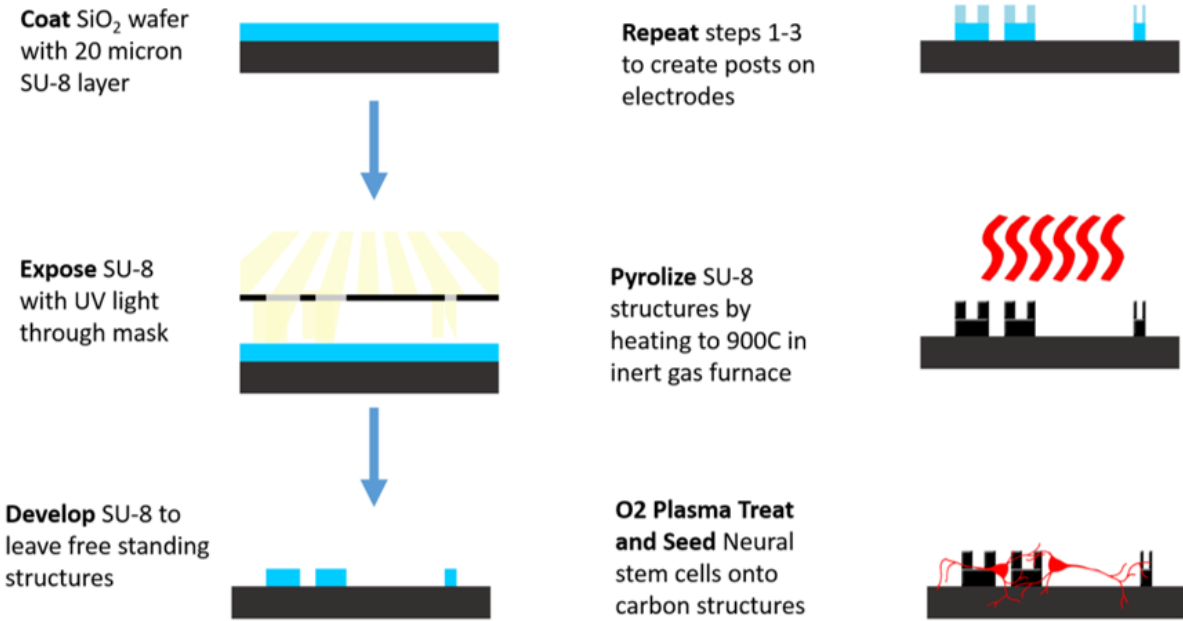 Coat SiO₂ wafer
with 20 micron
SU-8 layer
Expose SU-8
with UV light
through mask
Develop SU-8 to
leave free standing
structures
Repeat steps 1-3
to create posts on
electrodes
Pyrolize SU-8
structures by
heating to 900C in
inert gas furnace
O2 Plasma Treat
and Seed Neural
stem cells onto
carbon structures